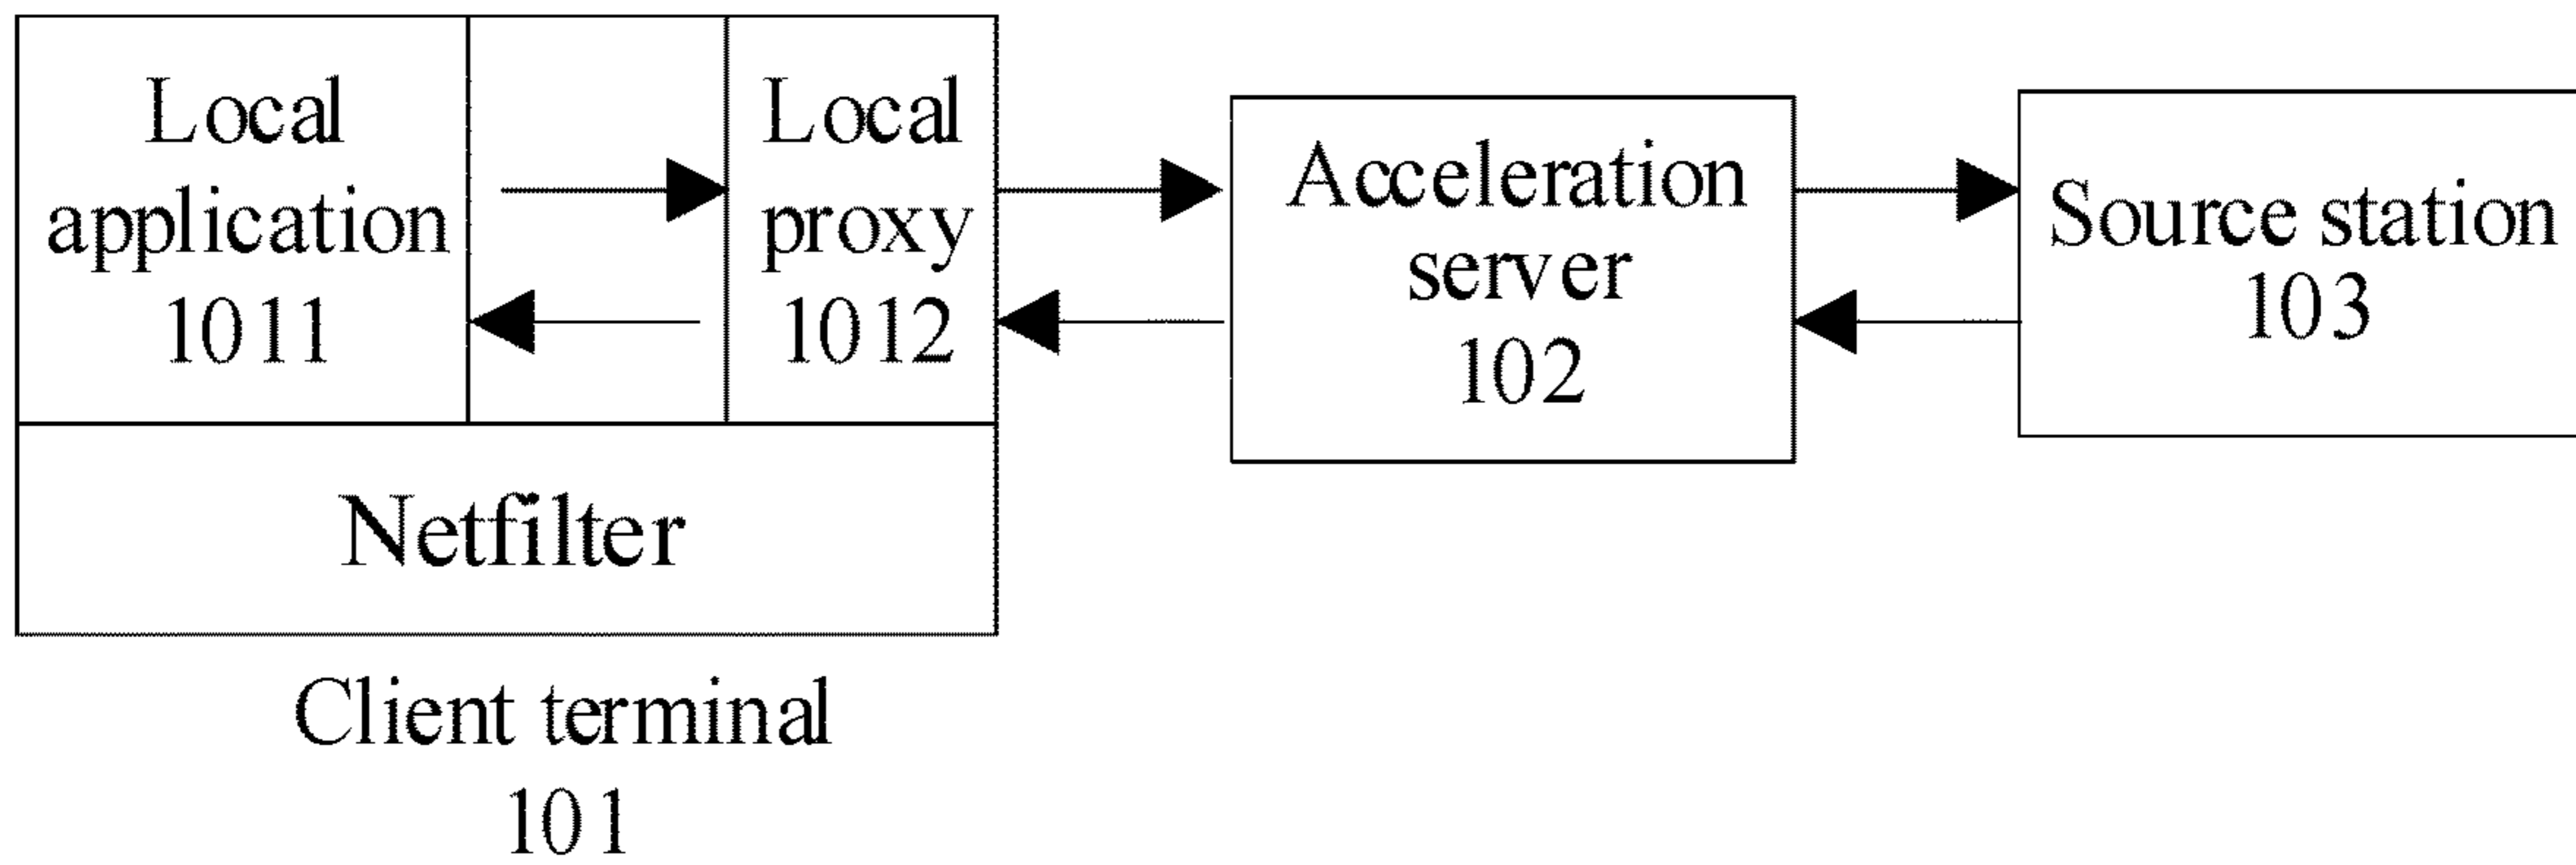 Local
application
1011
Local
proxy
1012
Acceleration
server
102
Source station
103
Netfilter
Client terminal
101